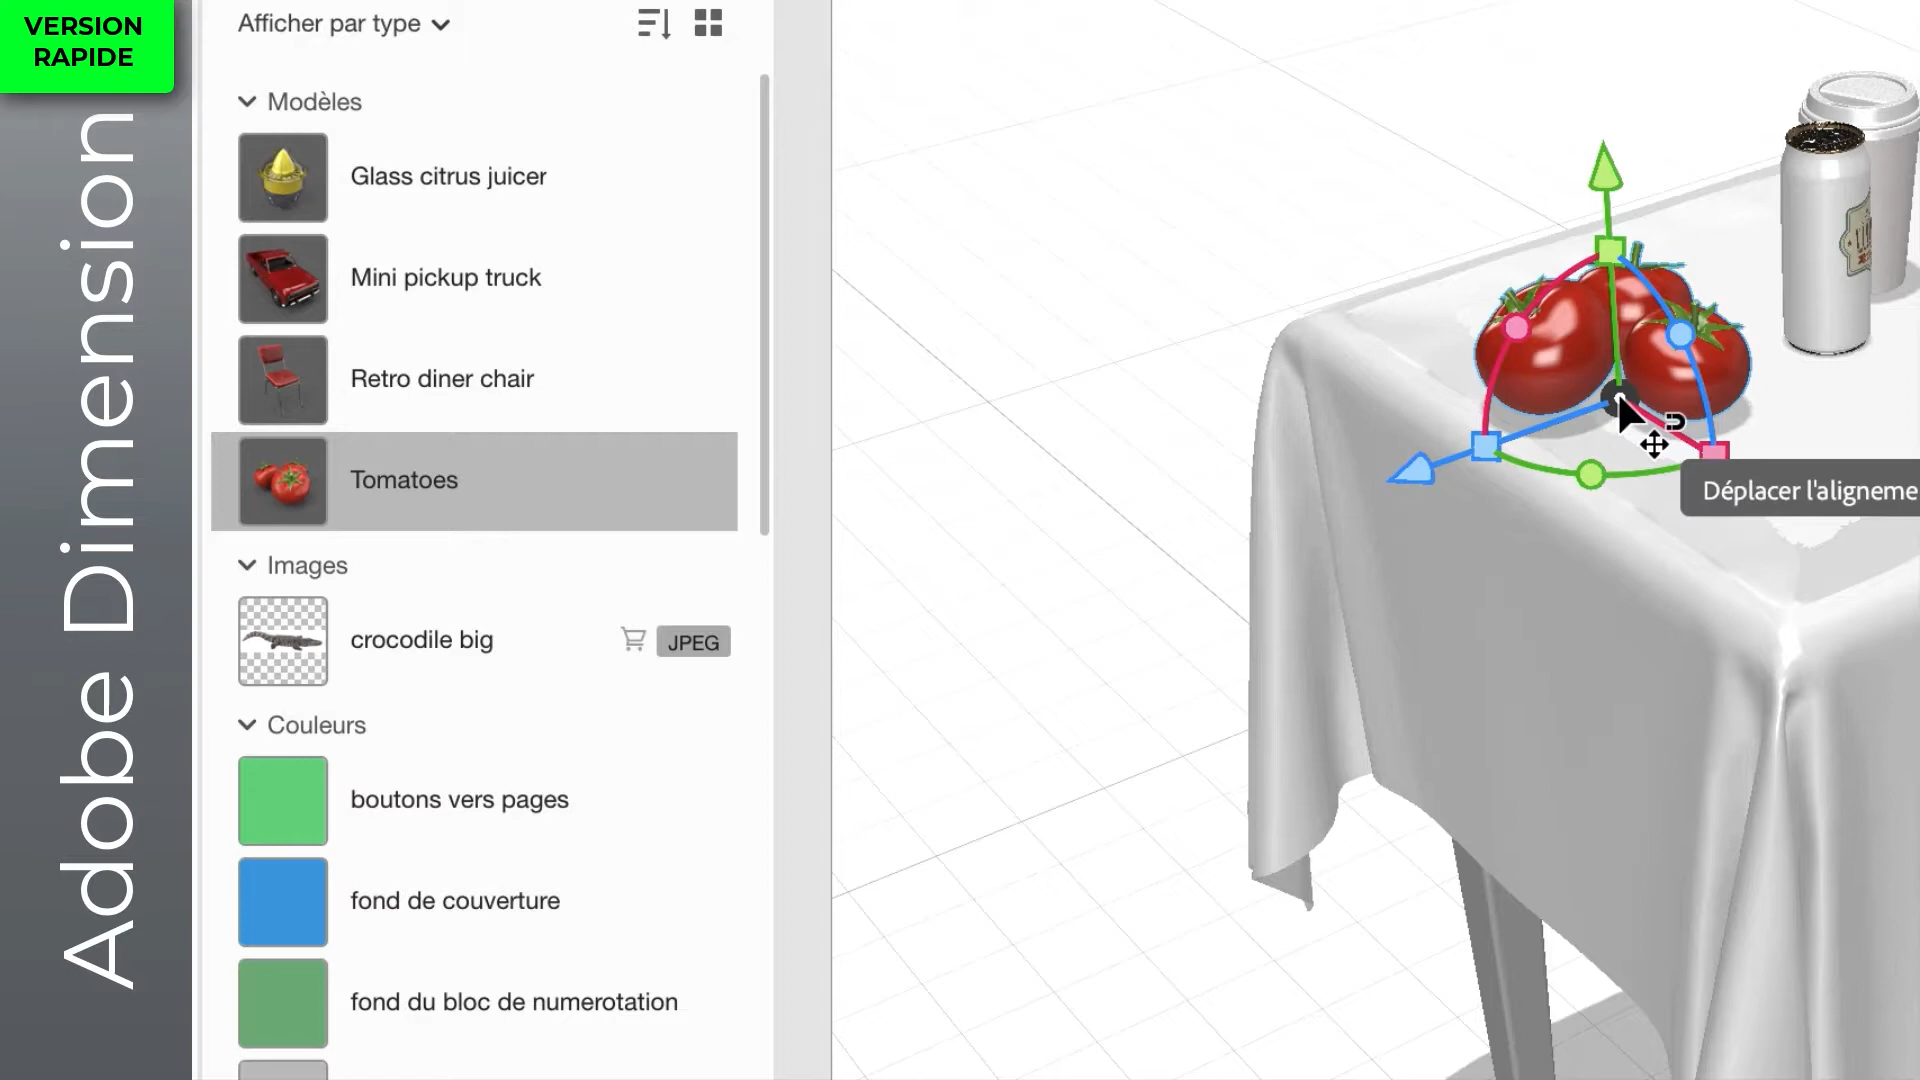 VERSION
RAPIDE
Adobe Dimension
Afficher par type
Modèles
Glass citrus juicer
Mini pickup truck
Retro diner chair
Tomatoes
Images
crocodile big
JPEG
Couleurs
boutons vers pages
fond de couverture
fond du bloc de numerotation
Déplacer l'aligneme